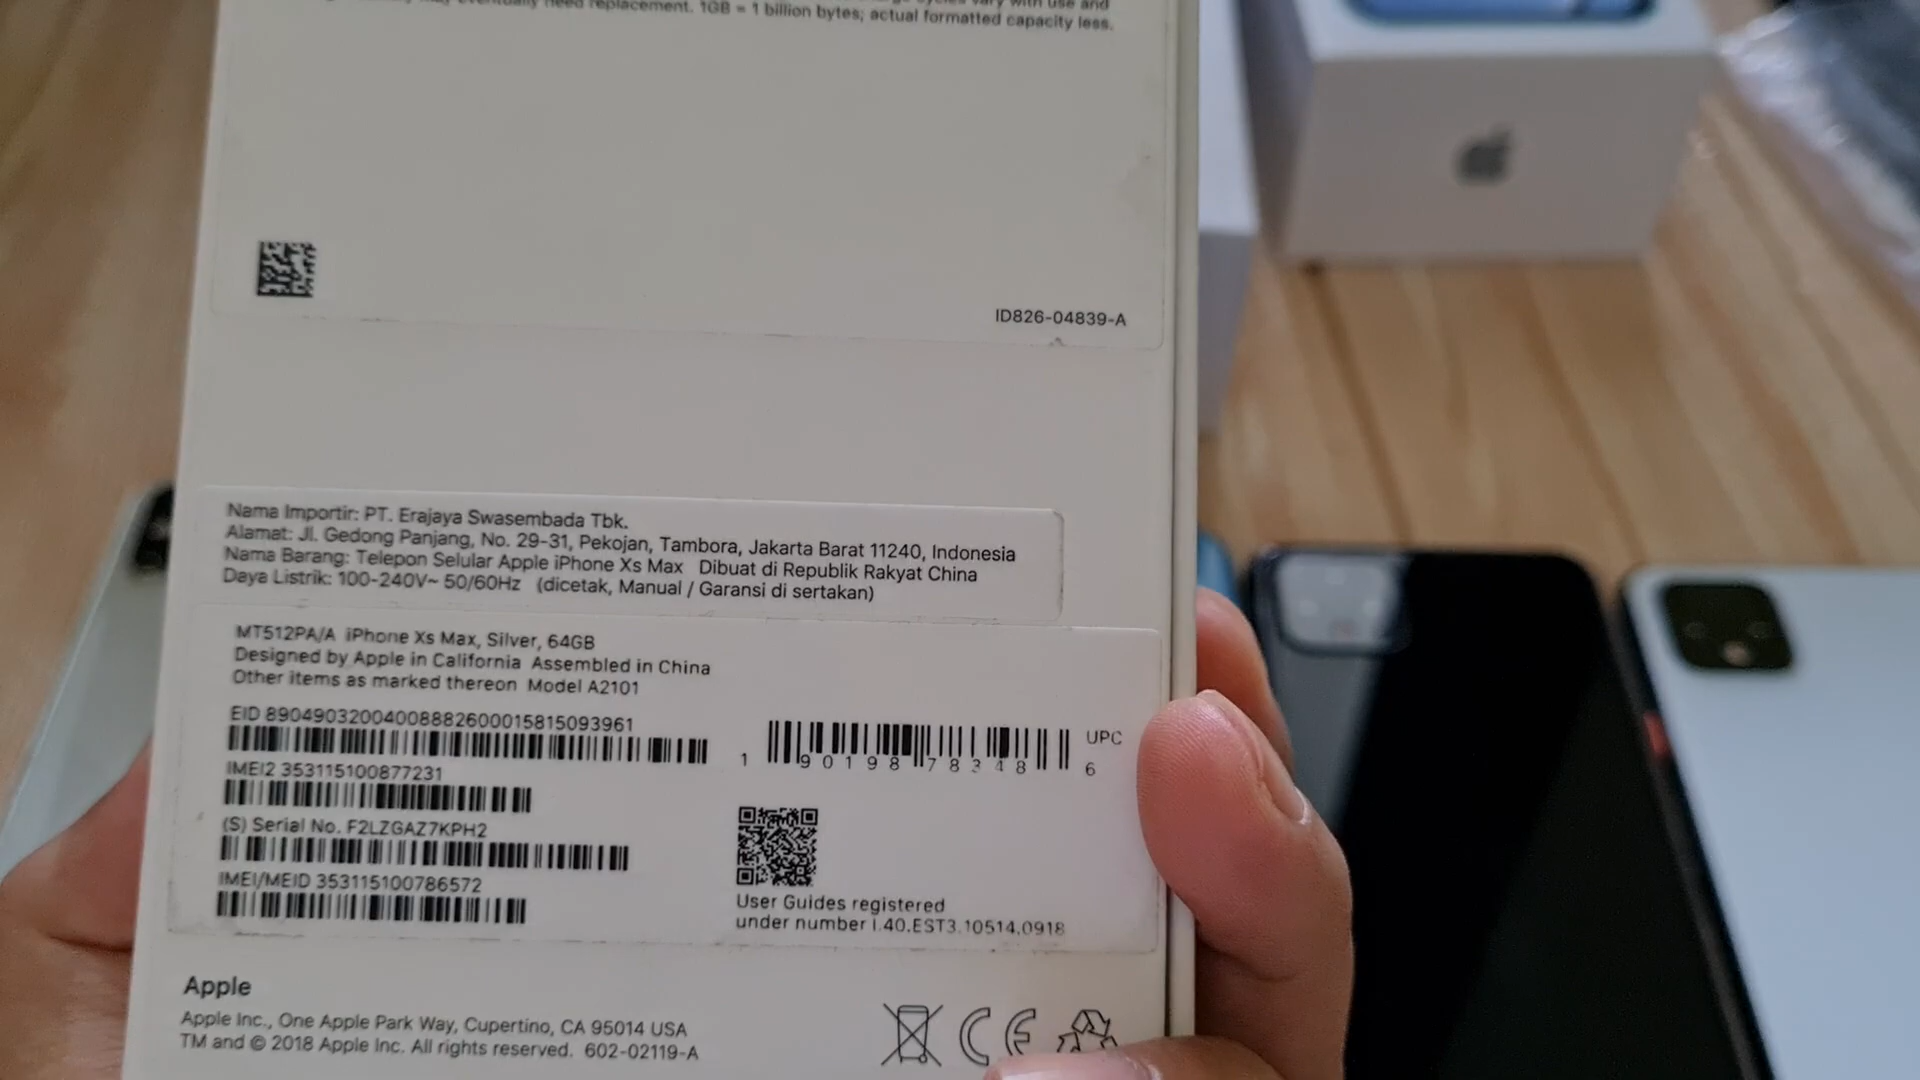 eventually need replacement. 1GB = 1 billion bytes; actual formatted capacity less.
ID826-04839-A
Nama Importir: PT. Erajaya Swasembada Tbk.
Alamat: Jl. Gedong Panjang, No. 29-31, Pekojan, Tambora, Jakarta Barat 11240, Indonesia
Nama Barang: Telepon Selular Apple iPhone Xs Max Dibuat di Republik Rakyat China
Daya Listrik: 100-240V~ 50/60Hz (dicetak, Manual / Garansi di sertakan)
MT512PA/A iPhone Xs Max, Silver, 64GB
Designed by Apple in California Assembled in China
Other items as marked thereon Model A2101
EID 89049032004008882600015815093961
1 90198 78348 6 UPC
IMEI2 353115100877231
(S) Serial No. F2LZGAZ7KPH2
IMEI/MEID 353115100786572
User Guides registered
under number I.40.EST3.10514.0918
Apple
Apple Inc., One Apple Park Way, Cupertino, CA 95014 USA
TM and © 2018 Apple Inc. All rights reserved. 602-02119-A
CE